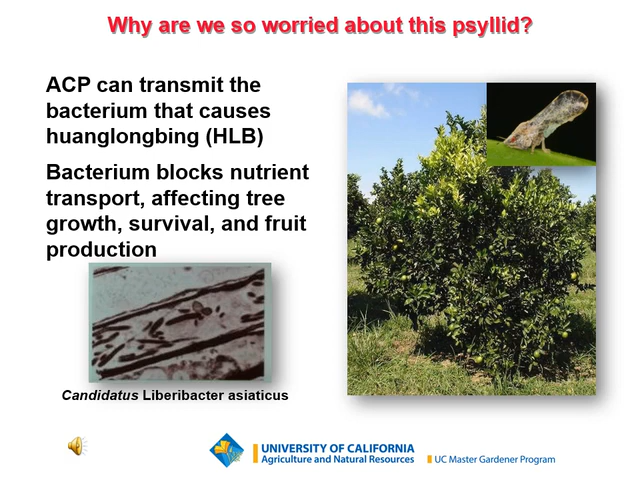 Why are we so worried about this psyllid?
ACP can transmit the
bacterium that causes
huanglongbing (HLB)
Bacterium blocks nutrient
transport, affecting tree
growth, survival, and fruit
production
Candidatus Liberibacter asiaticus
UNIVERSITY OF CALIFORNIA
Agriculture and Natural Resources
UC Master Gardener Program